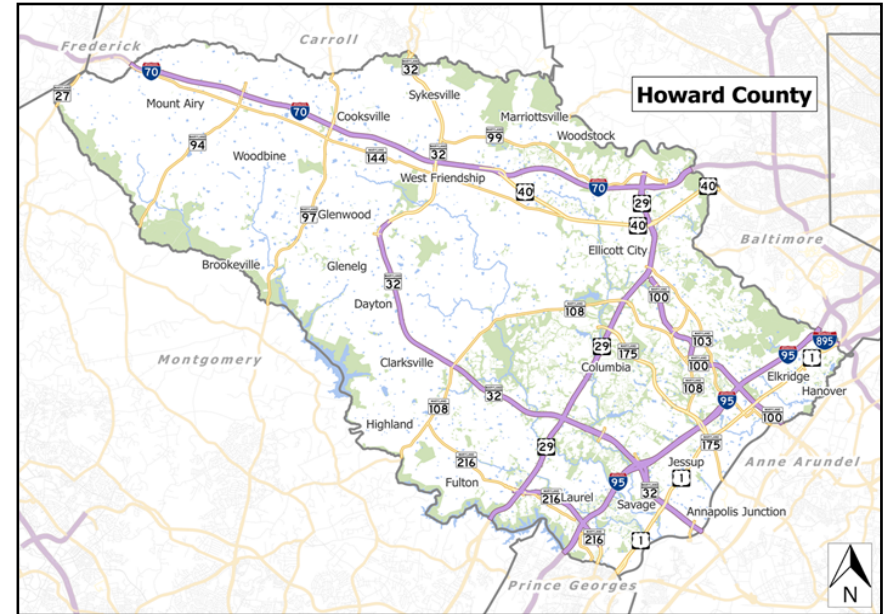 Frederick
Carroll
Howard County
70
32
27
Mount Airy
Sykesville
70
Cooksville
Marriottsville
94
Woodstock
99
Woodbine
144
32
West Friendship
40
70
40
29
97
Glenwood
40
Ellicott City
Baltimore
Brookeville
Glenelg
32
100
Dayton
108
103
895
29
175
95
1
Montgomery
Clarksville
Columbia
100
Elkridge
108
Hanover
32
95
108
100
Highland
29
175
216
Jessup
Anne Arundel
Fulton
95
1
216
Laurel
32
Savage
Annapolis Junction
216
1
Prince Georges
N